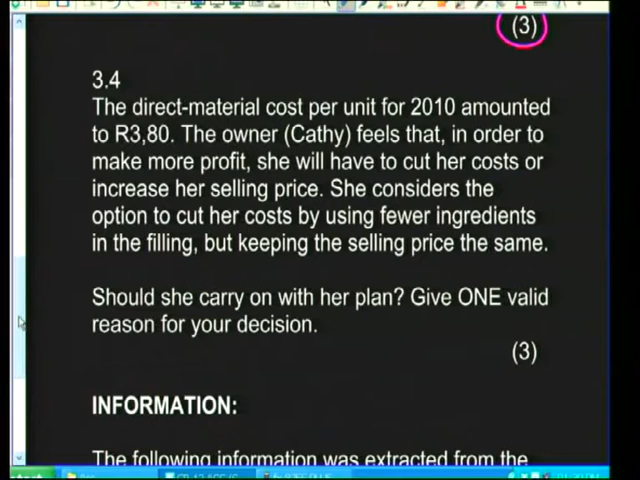 (3)
3.4
The direct-material cost per unit for 2010 amounted
to R3,80. The owner (Cathy) feels that, in order to
make more profit, she will have to cut her costs or
increase her selling price. She considers the
option to cut her costs by using fewer ingredients
in the filling, but keeping the selling price the same.
Should she carry on with her plan? Give ONE valid
reason for your decision.
(3)
INFORMATION:
The following information was extracted from the